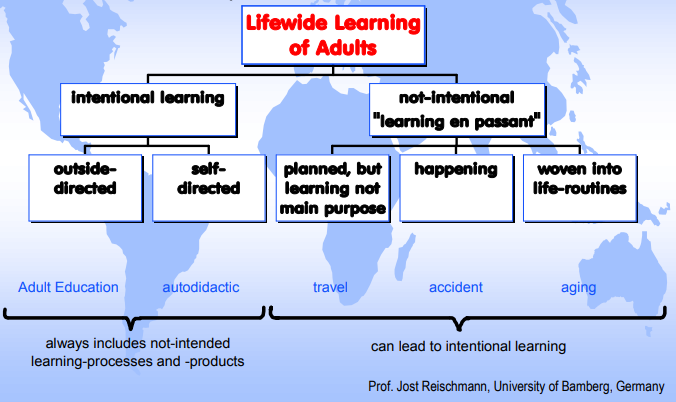 Lifewide Learning
of Adults
intentional learning
not-intentional
"learning en passant"
outside-
directed
self-
directed
planned, but
learning not
main purpose
happening
woven into
life-routines
Adult Education
autodidactic
travel
accident
aging
always includes not-intended
learning-processes and -products
can lead to intentional learning
Prof. Jost Reischmann, University of Bamberg, Germany